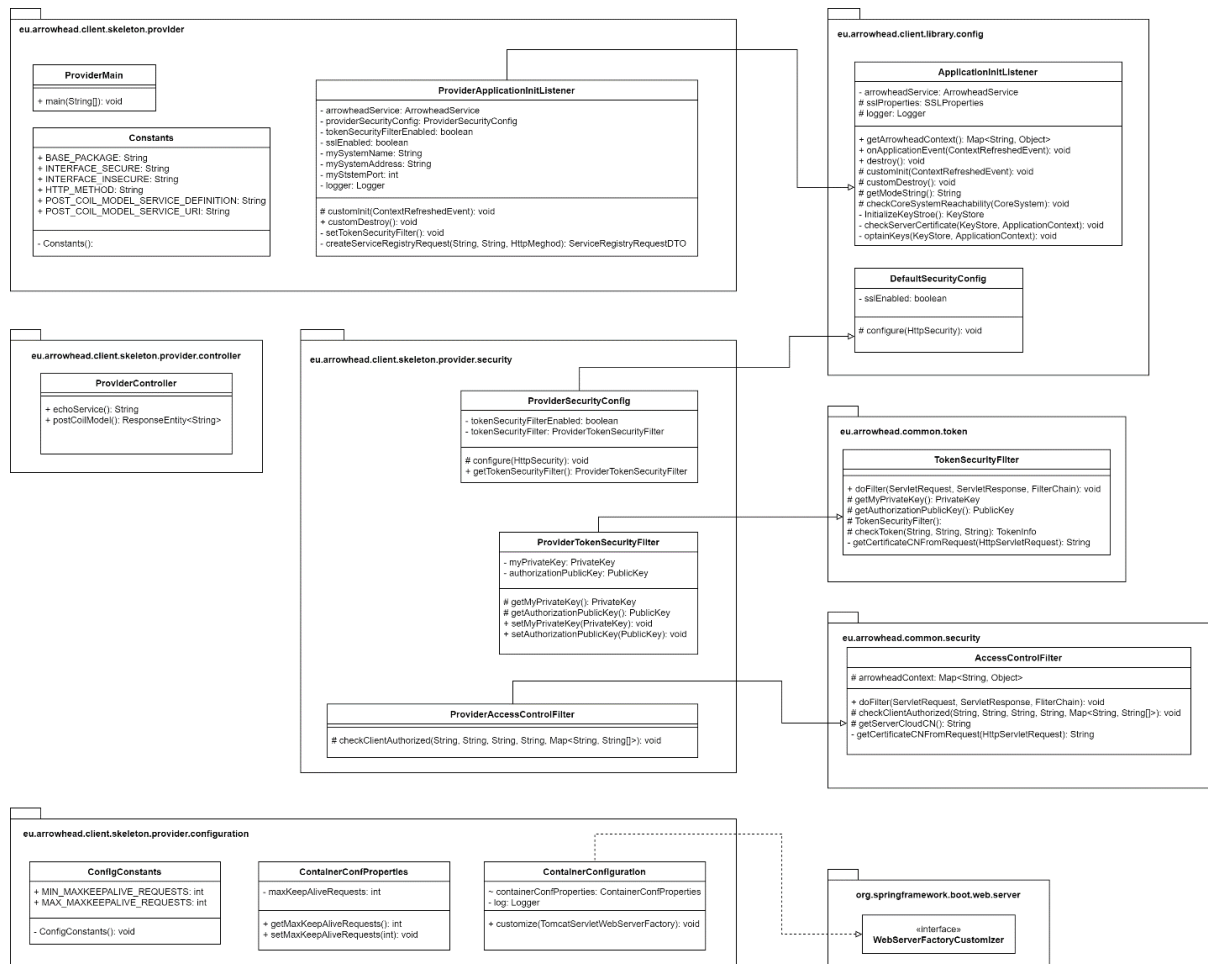 eu.arrowhead.client.skeleton.provider
ProviderMain
+ main(String[]): void
Constants
+ BASE_PACKAGE: String
+ INTERFACE_SECURE: String
+ INTERFACE_INSECURE: String
+ HTTP_METHOD: String
+ POST_COIL_MODEL_SERVICE_DEFINITION: String
+ POST_COIL_MODEL_SERVICE_URI: String
- Constants():
ProviderApplicationInitListener
- arrowheadService: ArrowheadService
- providerSecurityConfig: ProviderSecurityConfig
- tokenSecurityFilterEnabled: boolean
- sslEnabled: boolean
- mySystemName: String
- mySystemAddress: String
- myStstemPort: int
- logger: Logger
# customInit(ContextRefreshedEvent): void
+ customDestroy(): void
- setTokenSecurityFilter(): void
- createServiceRegistryRequest(String, String, HttpMeghod): ServiceRegistryRequestDTO
eu.arrowhead.client.library.config
ApplicationInitListener
- arrowheadService: ArrowheadService
# sslProperties: SSLProperties
# logger: Logger
+ getArrowheadContext(): Map<String, Object>
+ onApplicationEvent(ContextRefreshedEvent): void
+ destroy(): void
# customInit(ContextRefreshedEvent): void
# customDestroy(): void
# getModeString(): String
# checkCoreSystemReachability(CoreSystem): void
- InitializeKeyStroe(): KeyStore
- checkServerCertificate(KeyStore, ApplicationContext): void
- optainKeys(KeyStore, ApplicationContext): void
DefaultSecurityConfig
- sslEnabled: boolean
# configure(HttpSecurity): void
eu.arrowhead.client.skeleton.provider.controller
ProviderController
+ echoService(): String
+ postCoilModel(): ResponseEntity<String>
eu.arrowhead.client.skeleton.provider.security
ProviderSecurityConfig
- tokenSecurityFilterEnabled: boolean
- tokenSecurityFilter: ProviderTokenSecurityFilter
# configure(HttpSecurity): void
+ getTokenSecurityFilter(): ProviderTokenSecurityFilter
ProviderTokenSecurityFilter
- myPrivateKey: PrivateKey
- authorizationPublicKey: PublicKey
# getMyPrivateKey(): PrivateKey
# getAuthorizationPublicKey(): PublicKey
+ setMyPrivateKey(PrivateKey): void
+ setAuthorizationPublicKey(PublicKey): void
ProviderAccessControlFilter
# checkClientAuthorized(String, String, String, String, Map<String, String[]>): void
eu.arrowhead.common.token
TokenSecurityFilter
+ doFilter(ServletRequest, ServletResponse, FilterChain): void
# getMyPrivateKey(): PrivateKey
# getAuthorizationPublicKey(): PublicKey
# TokenSecurityFilter():
# checkToken(String, String, String): TokenInfo
- getCertificateCNFromRequest(HttpServletRequest): String
eu.arrowhead.common.security
AccessControlFilter
# arrowheadContext: Map<String, Object>
+ doFilter(ServletRequest, ServletResponse, FliterChain): void
# checkClientAuthorized(String, String, String, String, Map<String, String[]>): void
# getServerCloudCN(): String
- getCertificateCNFromRequest(HttpServletRequest): String
eu.arrowhead.client.skeleton.provider.configuration
ConfigConstants
+ MIN_MAXKEEPALIVE_REQUESTS: int
+ MAX_MAXKEEPALIVE_REQUESTS: int
- ConfigConstants(): void
ContainerConfProperties
- maxKeepAliveRequests: int
+ getMaxKeepAliveRequests(): int
+ setMaxKeepAliveRequests(int): void
ContainerConfiguration
~ containerConfProperties: ContainerConfProperties
- log: Logger
+ customize(TomcatServletWebServerFactory): void
org.springframework.boot.web.server
«interface»
WebServerFactoryCustomizer